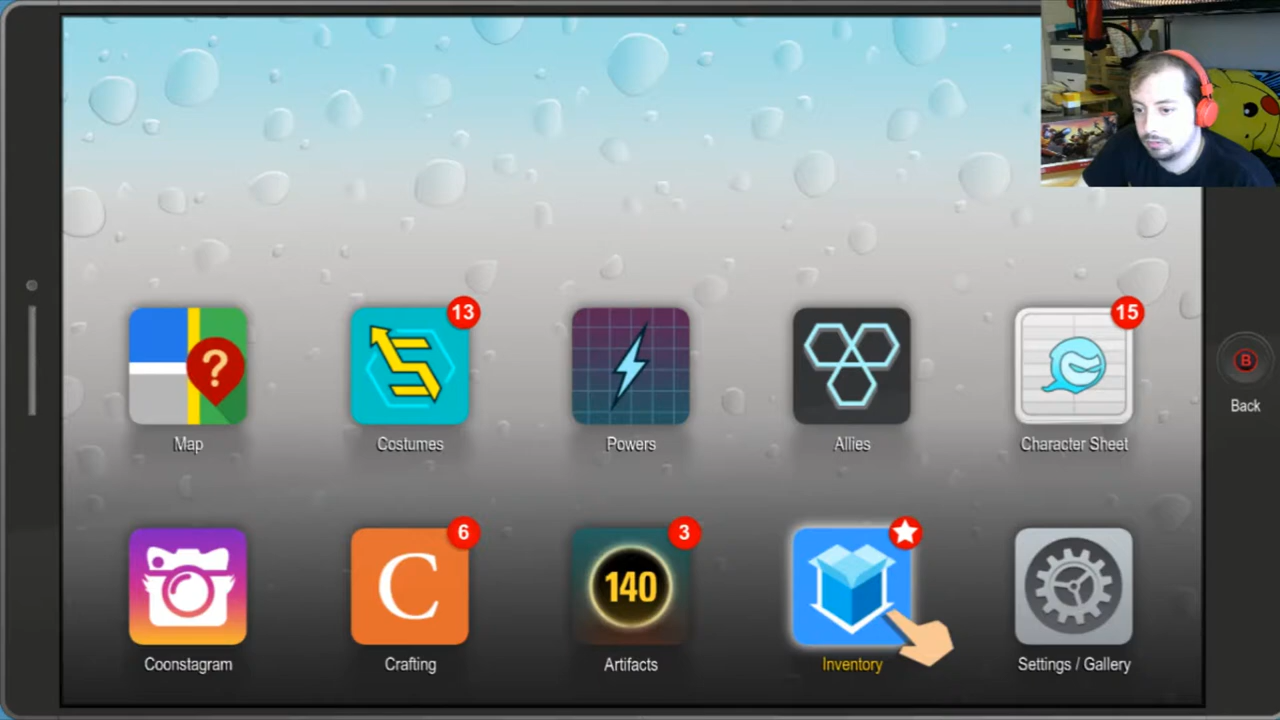 13
15
?
Map
Costumes
Powers
Allies
Character Sheet
B
Back
6
3
C
140
Coonstagram
Crafting
Artifacts
Inventory
Settings / Gallery